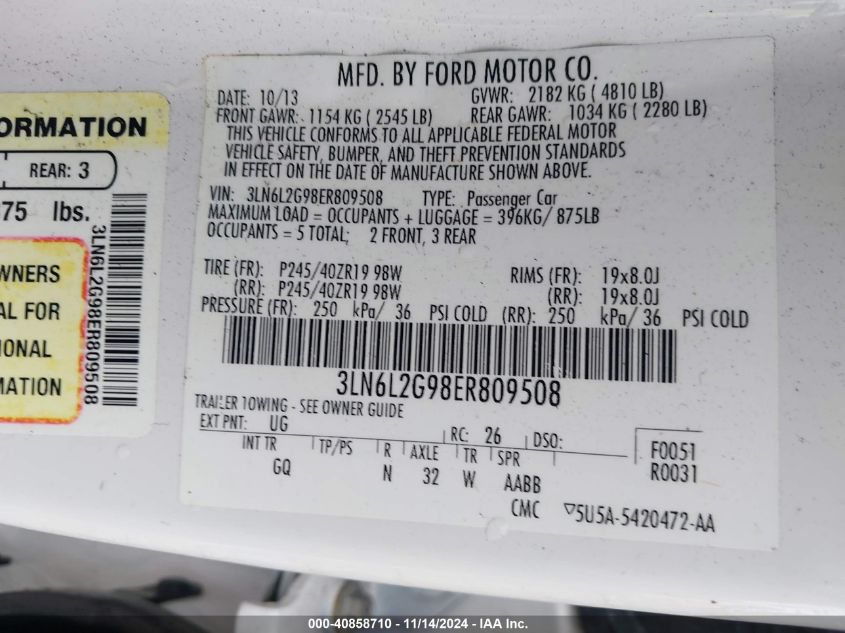 ORMATION
REAR: 3
75 lbs.
3LN6L2G98ER809508
WNERS
AL FOR
IONAL
MATION
MFD. BY FORD MOTOR CO.
DATE: 10/13 GVWR: 2182 KG ( 4810 LB)
FRONT GAWR: 1154 KG ( 2545 LB) REAR GAWR: 1034 KG ( 2280 LB)
THIS VEHICLE CONFORMS TO ALL APPLICABLE FEDERAL MOTOR
VEHICLE SAFETY, BUMPER, AND THEFT PREVENTION STANDARDS
IN EFFECT ON THE DATE OF MANUFACTURE SHOWN ABOVE.
VIN: 3LN6L2G98ER809508 TYPE: Passenger Car
MAXIMUM LOAD = OCCUPANTS + LUGGAGE = 396KG/ 875LB
OCCUPANTS = 5 TOTAL; 2 FRONT, 3 REAR
TIRE (FR): P245/40ZR19 98W RIMS (FR): 19x8.0J
(RR): P245/40ZR19 98W (RR): 19x8.0J
PRESSURE (FR): 250 kPa/ 36 PSI COLD (RR): 250 kPa/ 36 PSI COLD
3LN6L2G98ER809508
TRAILER TOWING - SEE OWNER GUIDE
EXT PNT: UG RC: 26 DSO: F0051
INT TR TP/PS R AXLE TR SPR R0031
GQ N 32 W AABB
CMC ▽5U5A-5420472-AA
000-40858710 - 11/14/2024 - IAA Inc.